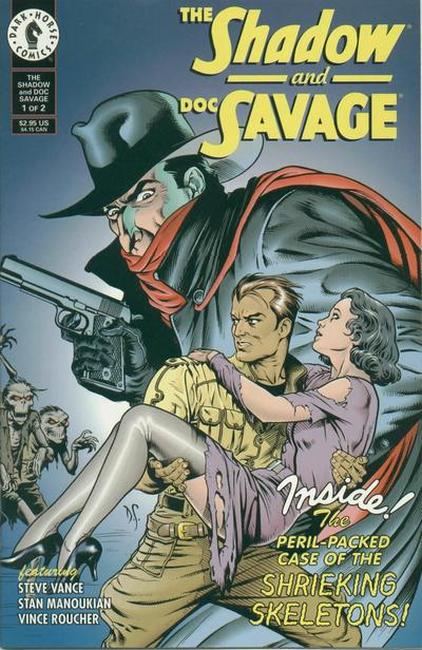 DARK HORSE COMICS
THE
SHADOW
and DOC
SAVAGE
1 OF 2
$2.95 US
$4.15 CAN
THE Shadow
and
DOC SAVAGE
Inside!
The
PERIL-PACKED
CASE OF THE
SHRIEKING
SKELETONS!
featuring
STEVE VANCE
STAN MANOUKIAN
VINCE ROUCHER